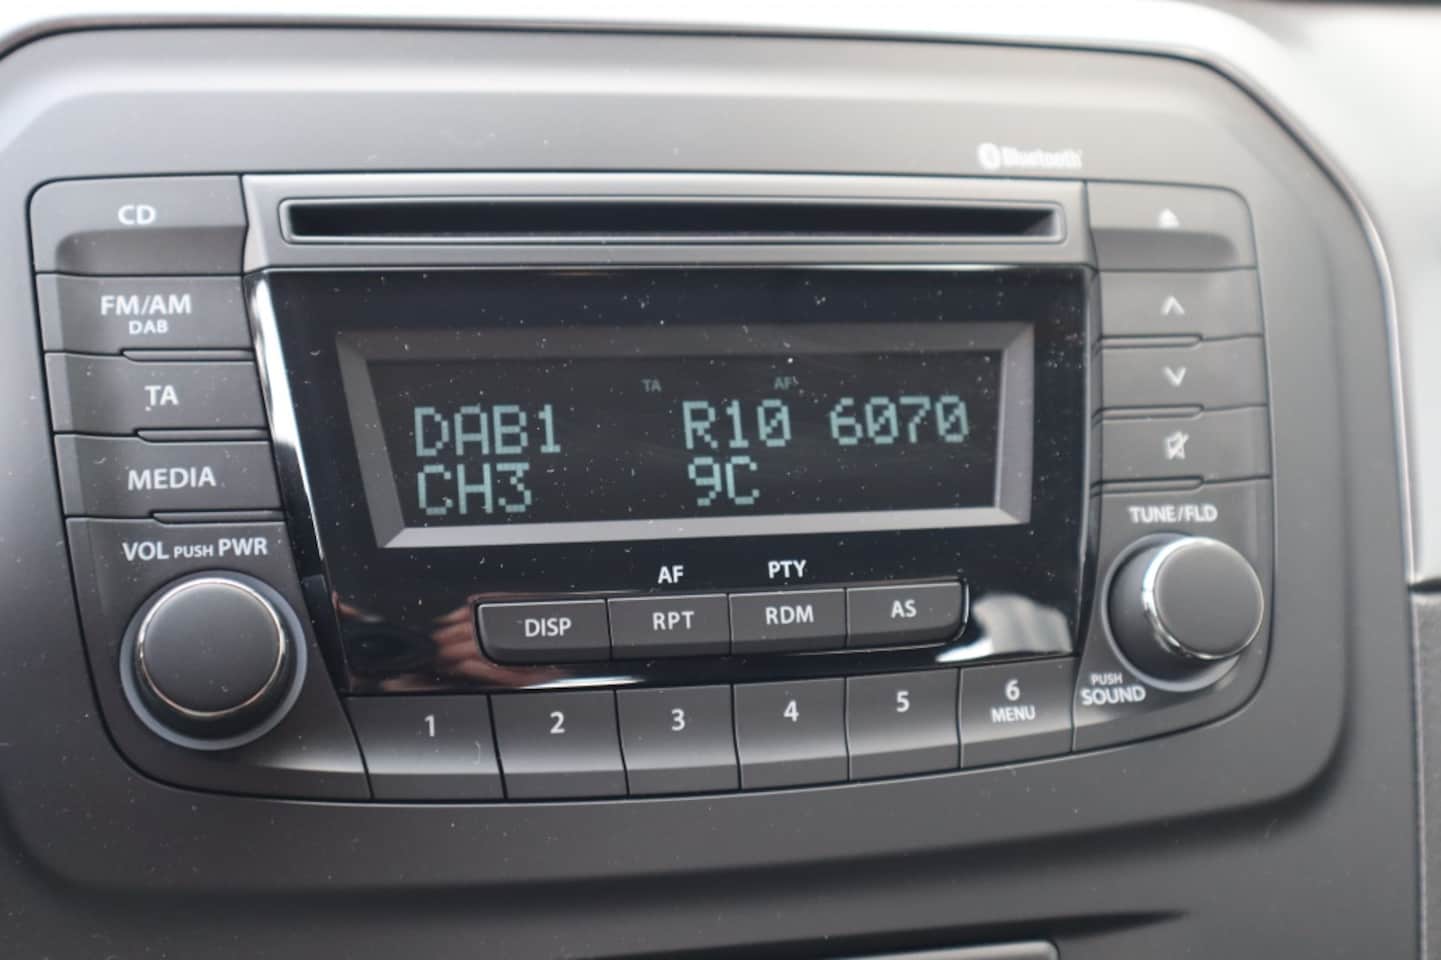 Bluetooth
CD
FM/AM
DAB
TA
MEDIA
VOL PUSH PWR
TA AF
DAB1 R10 6070
CH3 9C
AF PTY
DISP RPT RDM AS
1 2 3 4 5 6
MENU
TUNE/FLD
PUSH
SOUND